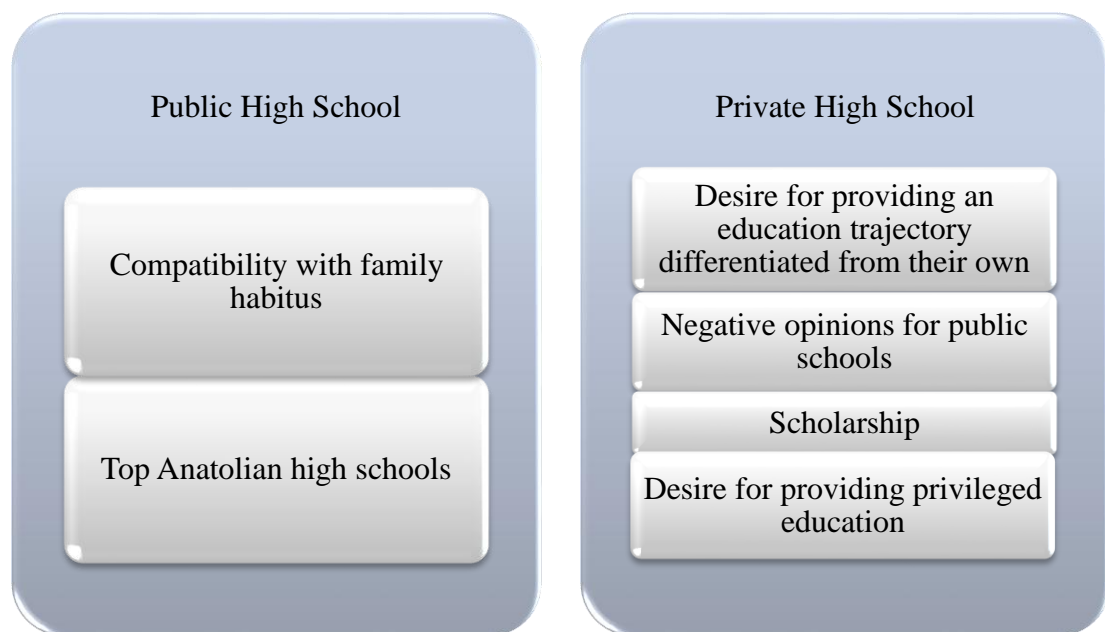 Public High School
Compatibility with family
habitus
Top Anatolian high schools
Private High School
Desire for providing an
education trajectory
differentiated from their own
Negative opinions for public
schools
Scholarship
Desire for providing privileged
education